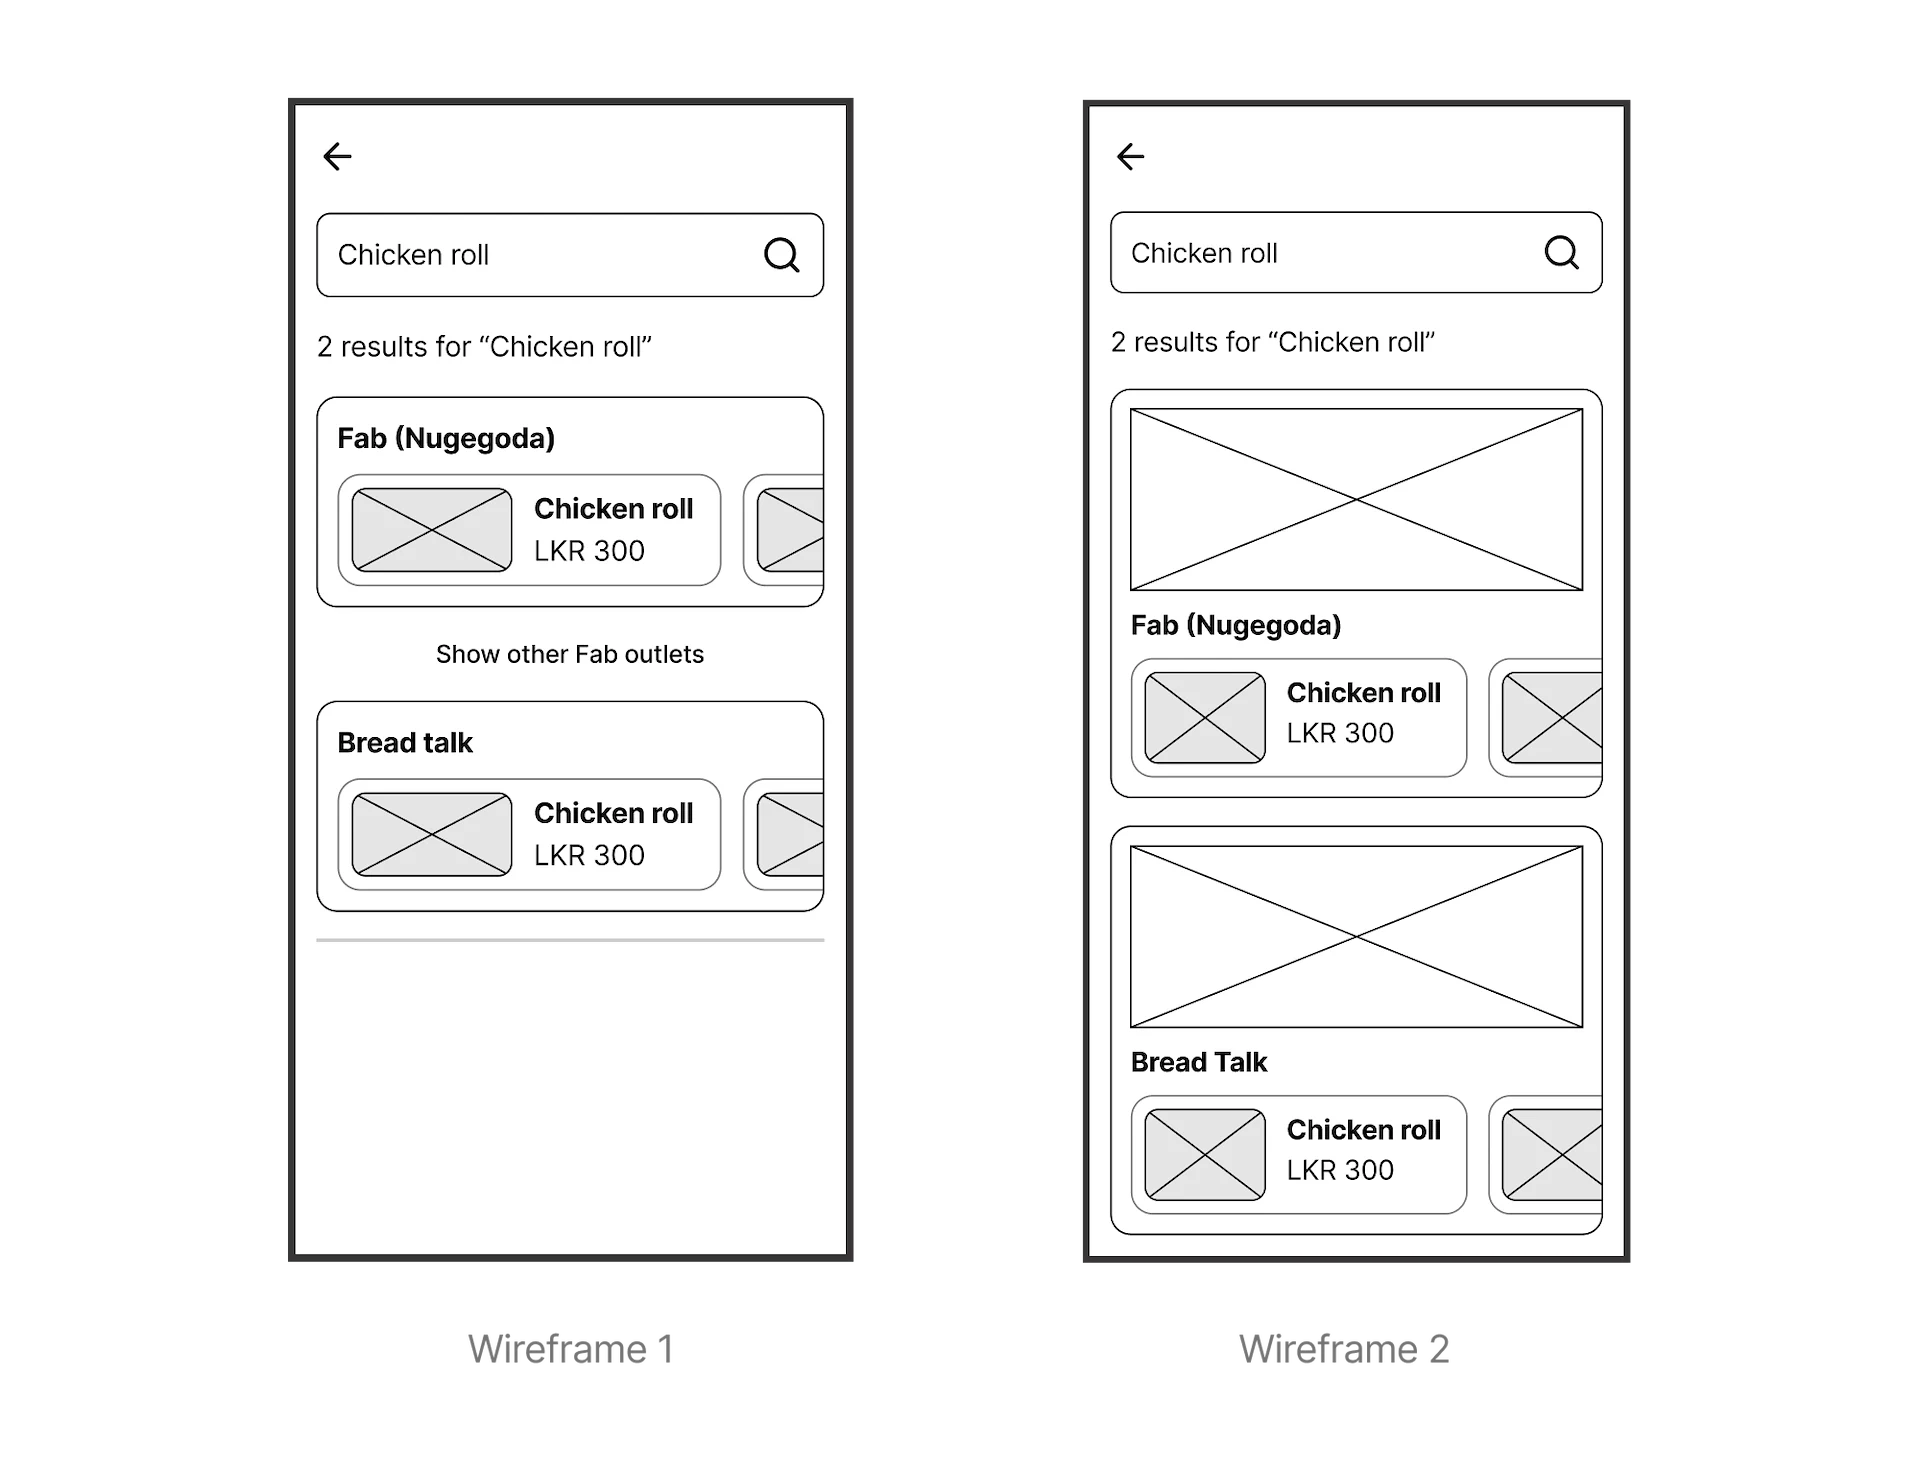 Chicken roll
2 results for “Chicken roll”
Fab (Nugegoda)
Chicken roll
LKR 300
Show other Fab outlets
Bread talk
Chicken roll
LKR 300
Wireframe 1
Chicken roll
2 results for “Chicken roll”
Fab (Nugegoda)
Chicken roll
LKR 300
Bread Talk
Chicken roll
LKR 300
Wireframe 2